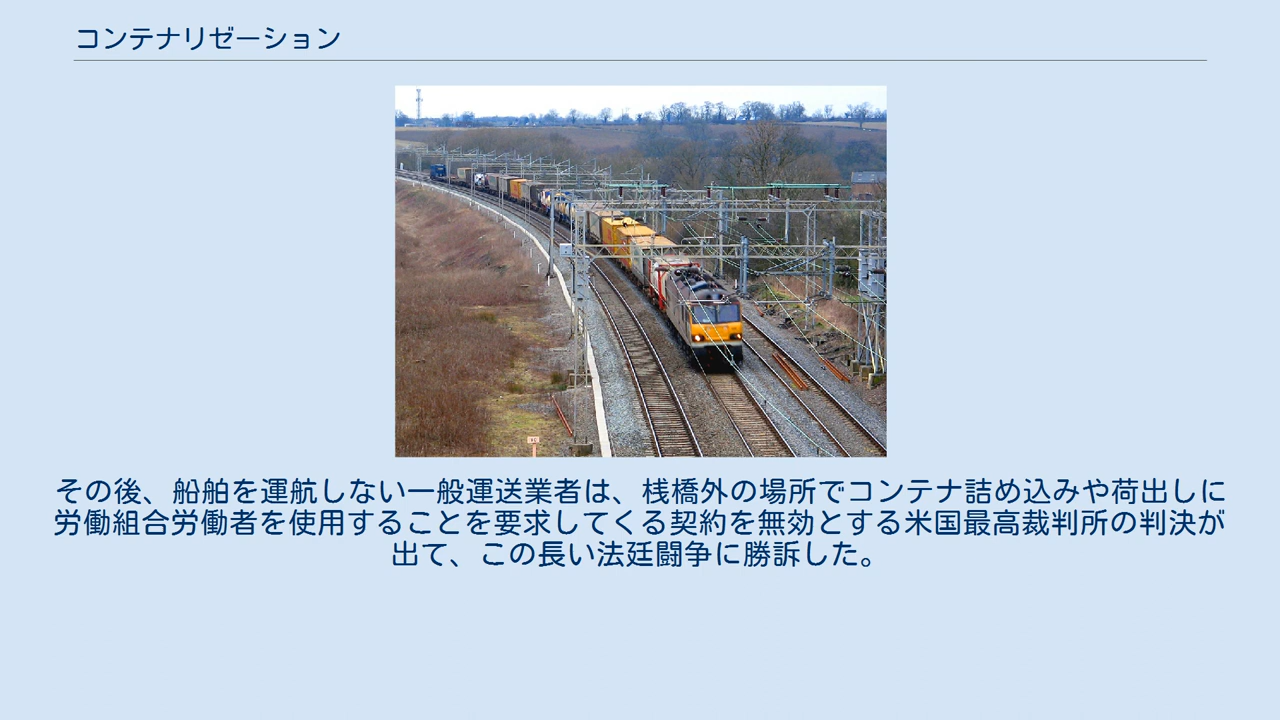 コンテナリゼーション
その後、船舶を運航しない一般運送業者は、桟橋外の場所でコンテナ詰め込みや荷出しに
労働組合労働者を使用することを要求してくる契約を無効とする米国最高裁判所の判決が
出て、この長い法廷闘争に勝訴した。